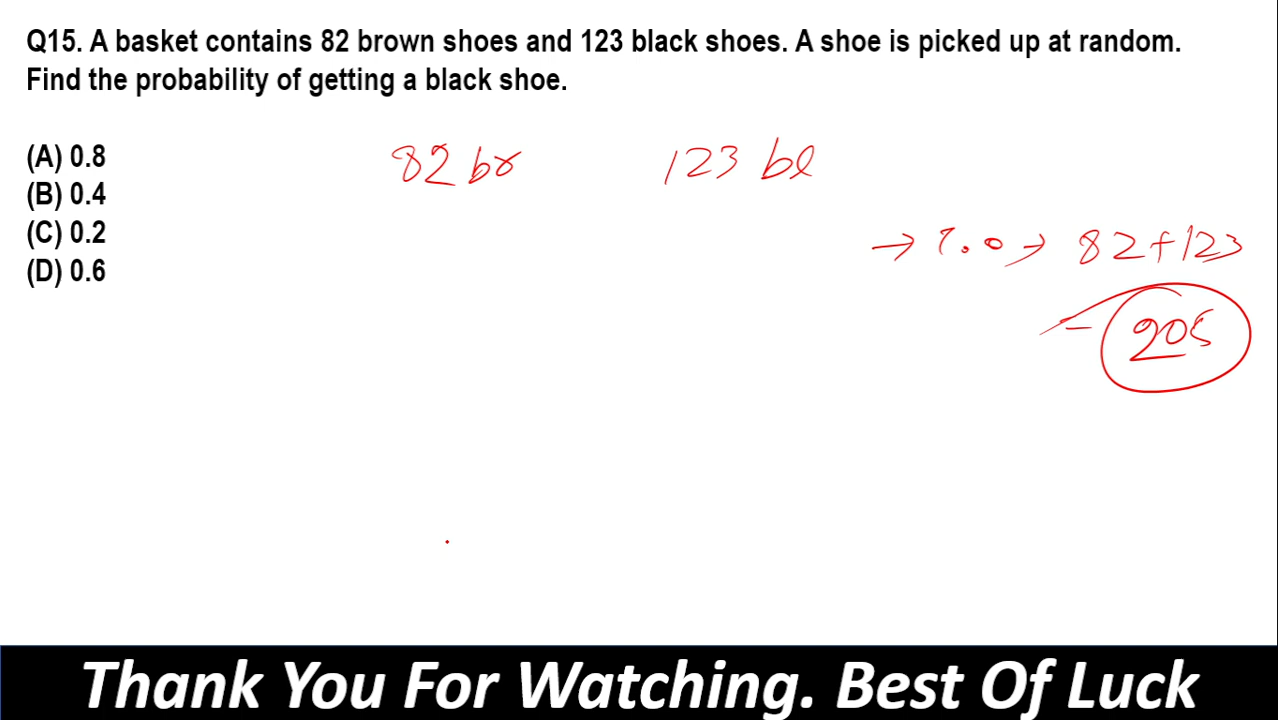 Q15. A basket contains 82 brown shoes and 123 black shoes. A shoe is picked up at random.
Find the probability of getting a black shoe.
(A) 0.8
(B) 0.4
(C) 0.2
(D) 0.6
82 br 123 bl
→ T.O → 82+123
= 205
Thank You For Watching. Best Of Luck